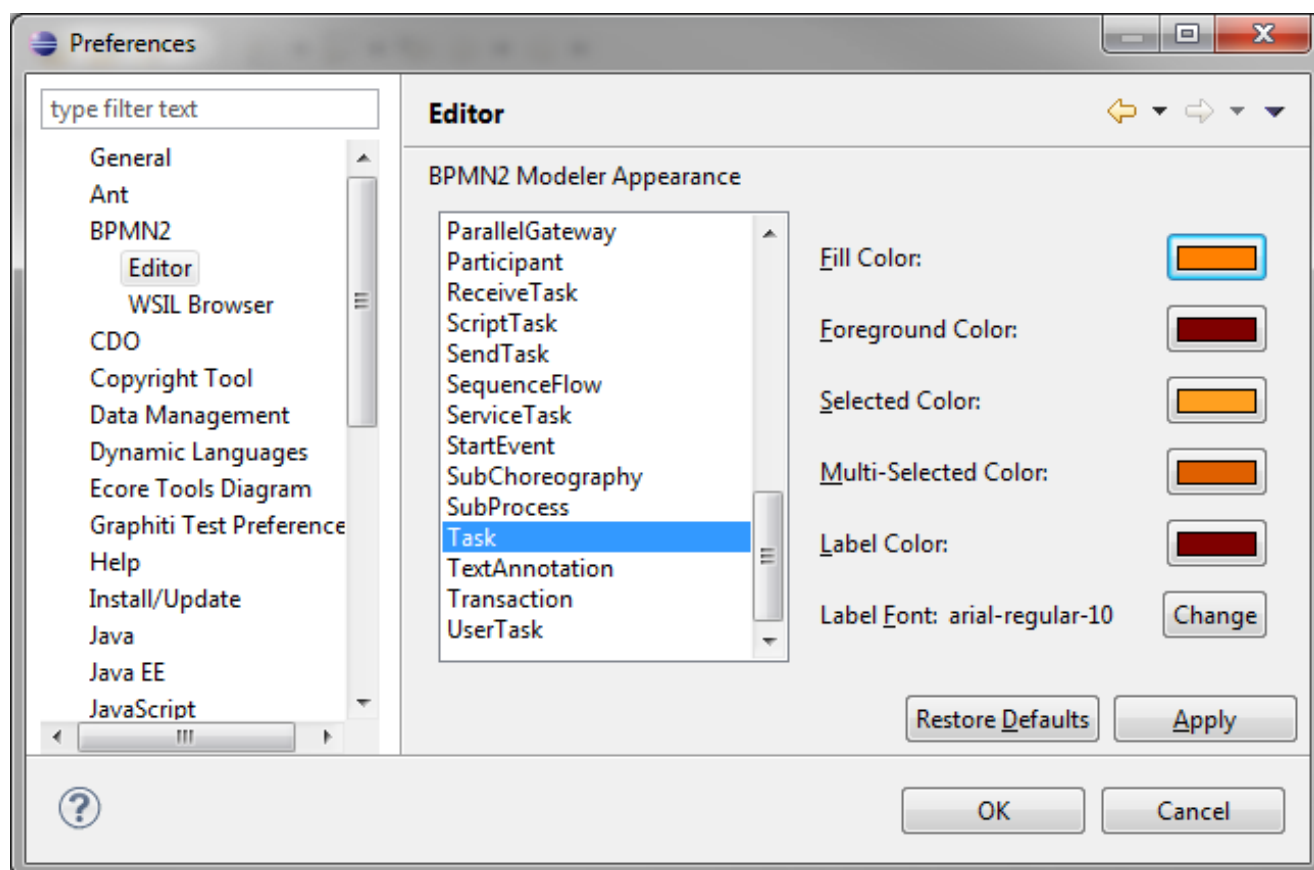 Preferences
type filter text
General
Ant
BPMN2
Editor
WSIL Browser
CDO
Copyright Tool
Data Management
Dynamic Languages
Ecore Tools Diagram
Graphiti Test Preference
Help
Install/Update
Java
Java EE
JavaScript
Editor
BPMN2 Modeler Appearance
ParallelGateway
Participant
ReceiveTask
ScriptTask
SendTask
SequenceFlow
ServiceTask
StartEvent
SubChoreography
SubProcess
Task
TextAnnotation
Transaction
UserTask
Fill Color:
Foreground Color:
Selected Color:
Multi-Selected Color:
Label Color:
Label Font: arial-regular-10 Change
Restore Defaults Apply
? OK Cancel